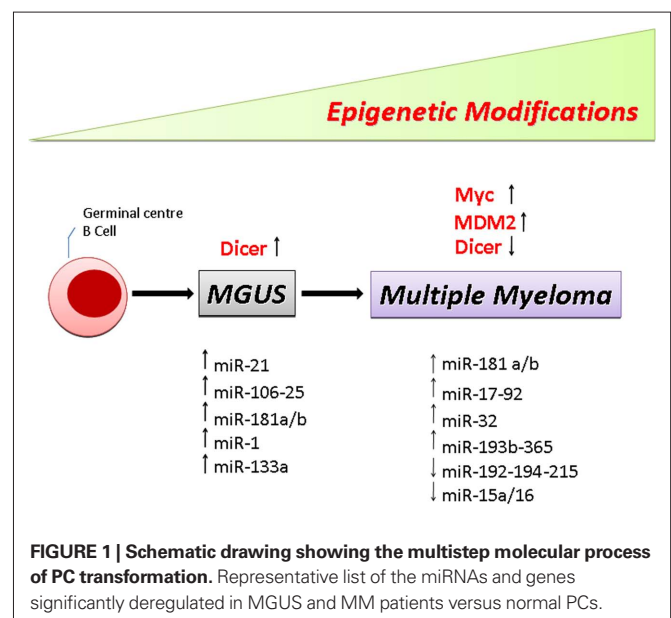 Epigenetic Modifications
Germinal centre
B Cell
Dicer ↑
Myc ↑
MDM2 ↑
Dicer ↓
MGUS
Multiple Myeloma
↑ miR-21
↑ miR-106-25
↑ miR-181a/b
↑ miR-1
↑ miR-133a
↑ miR-181 a/b
↑ miR-17-92
↑ miR-32
↑ miR-193b-365
↓ miR-192-194-215
↓ miR-15a/16
FIGURE 1 | Schematic drawing showing the multistep molecular process
of PC transformation. Representative list of the miRNAs and genes
significantly deregulated in MGUS and MM patients versus normal PCs.